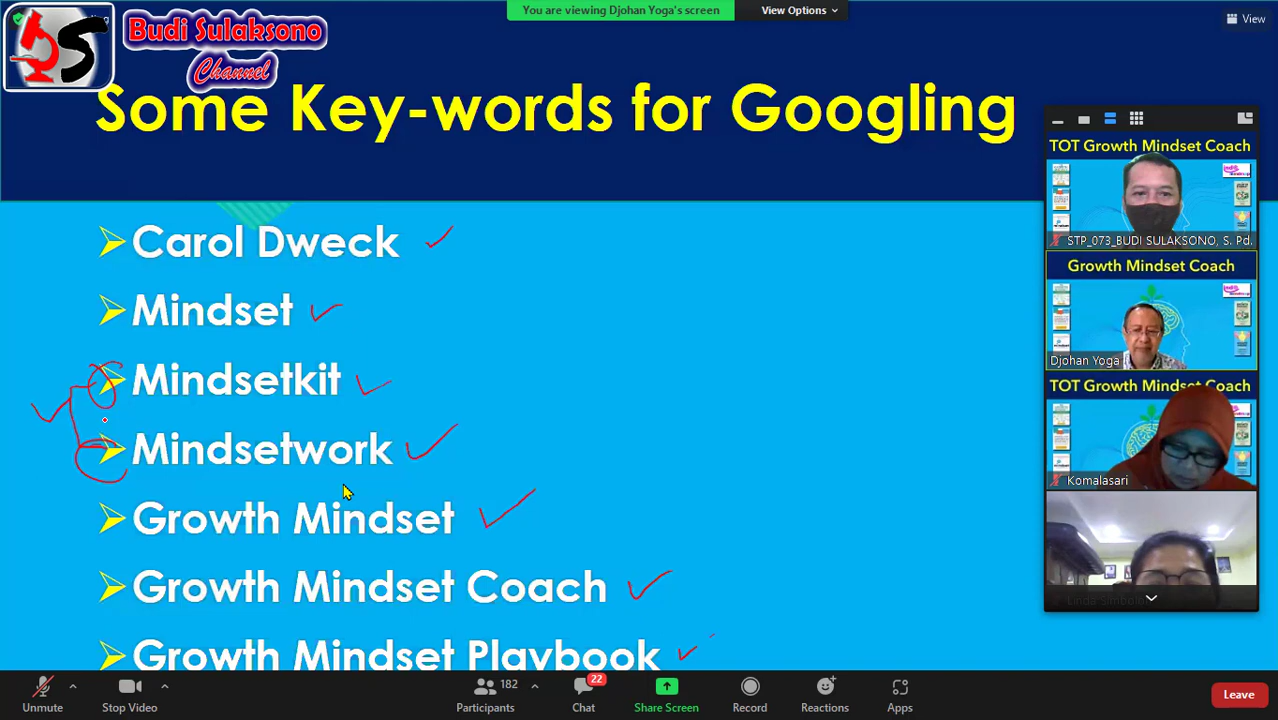 You are viewing Djohan Yoga's screen
View Options
View
Budi Sulaksono
Channel
Some Key-words for Googling
Carol Dweck
Mindset
Mindsetkit
Mindsetwork
Growth Mindset
Growth Mindset Coach
Growth Mindset Playbook
TOT Growth Mindset Coach
STP_073_BUDI SULAKSONO, S. Pd.
Growth Mindset Coach
Djohan Yoga
TOT Growth Mindset Coach
Komalasari
Unmute
Stop Video
182
Participants
22
Chat
Share Screen
Record
Reactions
Apps
Leave